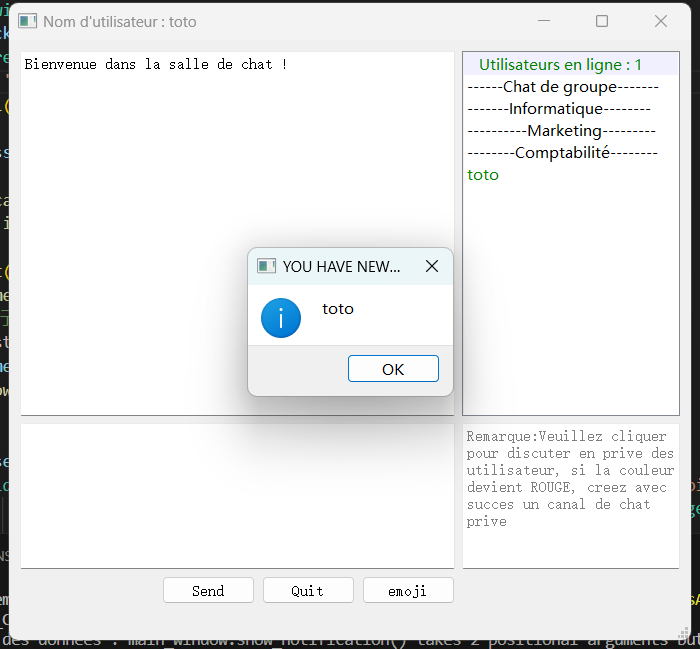 Nom d'utilisateur : toto
Bienvenue dans la salle de chat !
Utilisateurs en ligne : 1
------Chat de groupe-------
-------Informatique--------
----------Marketing---------
--------Comptabilité--------
toto
YOU HAVE NEW...
toto
OK
Remarque:Veuillez cliquer
pour discuter en prive des
utilisateur, si la couleur
devient ROUGE, creez avec
succes un canal de chat
prive
Send
Quit
emoji
des données : main_window.show_notification() takes 2 positional arguments but